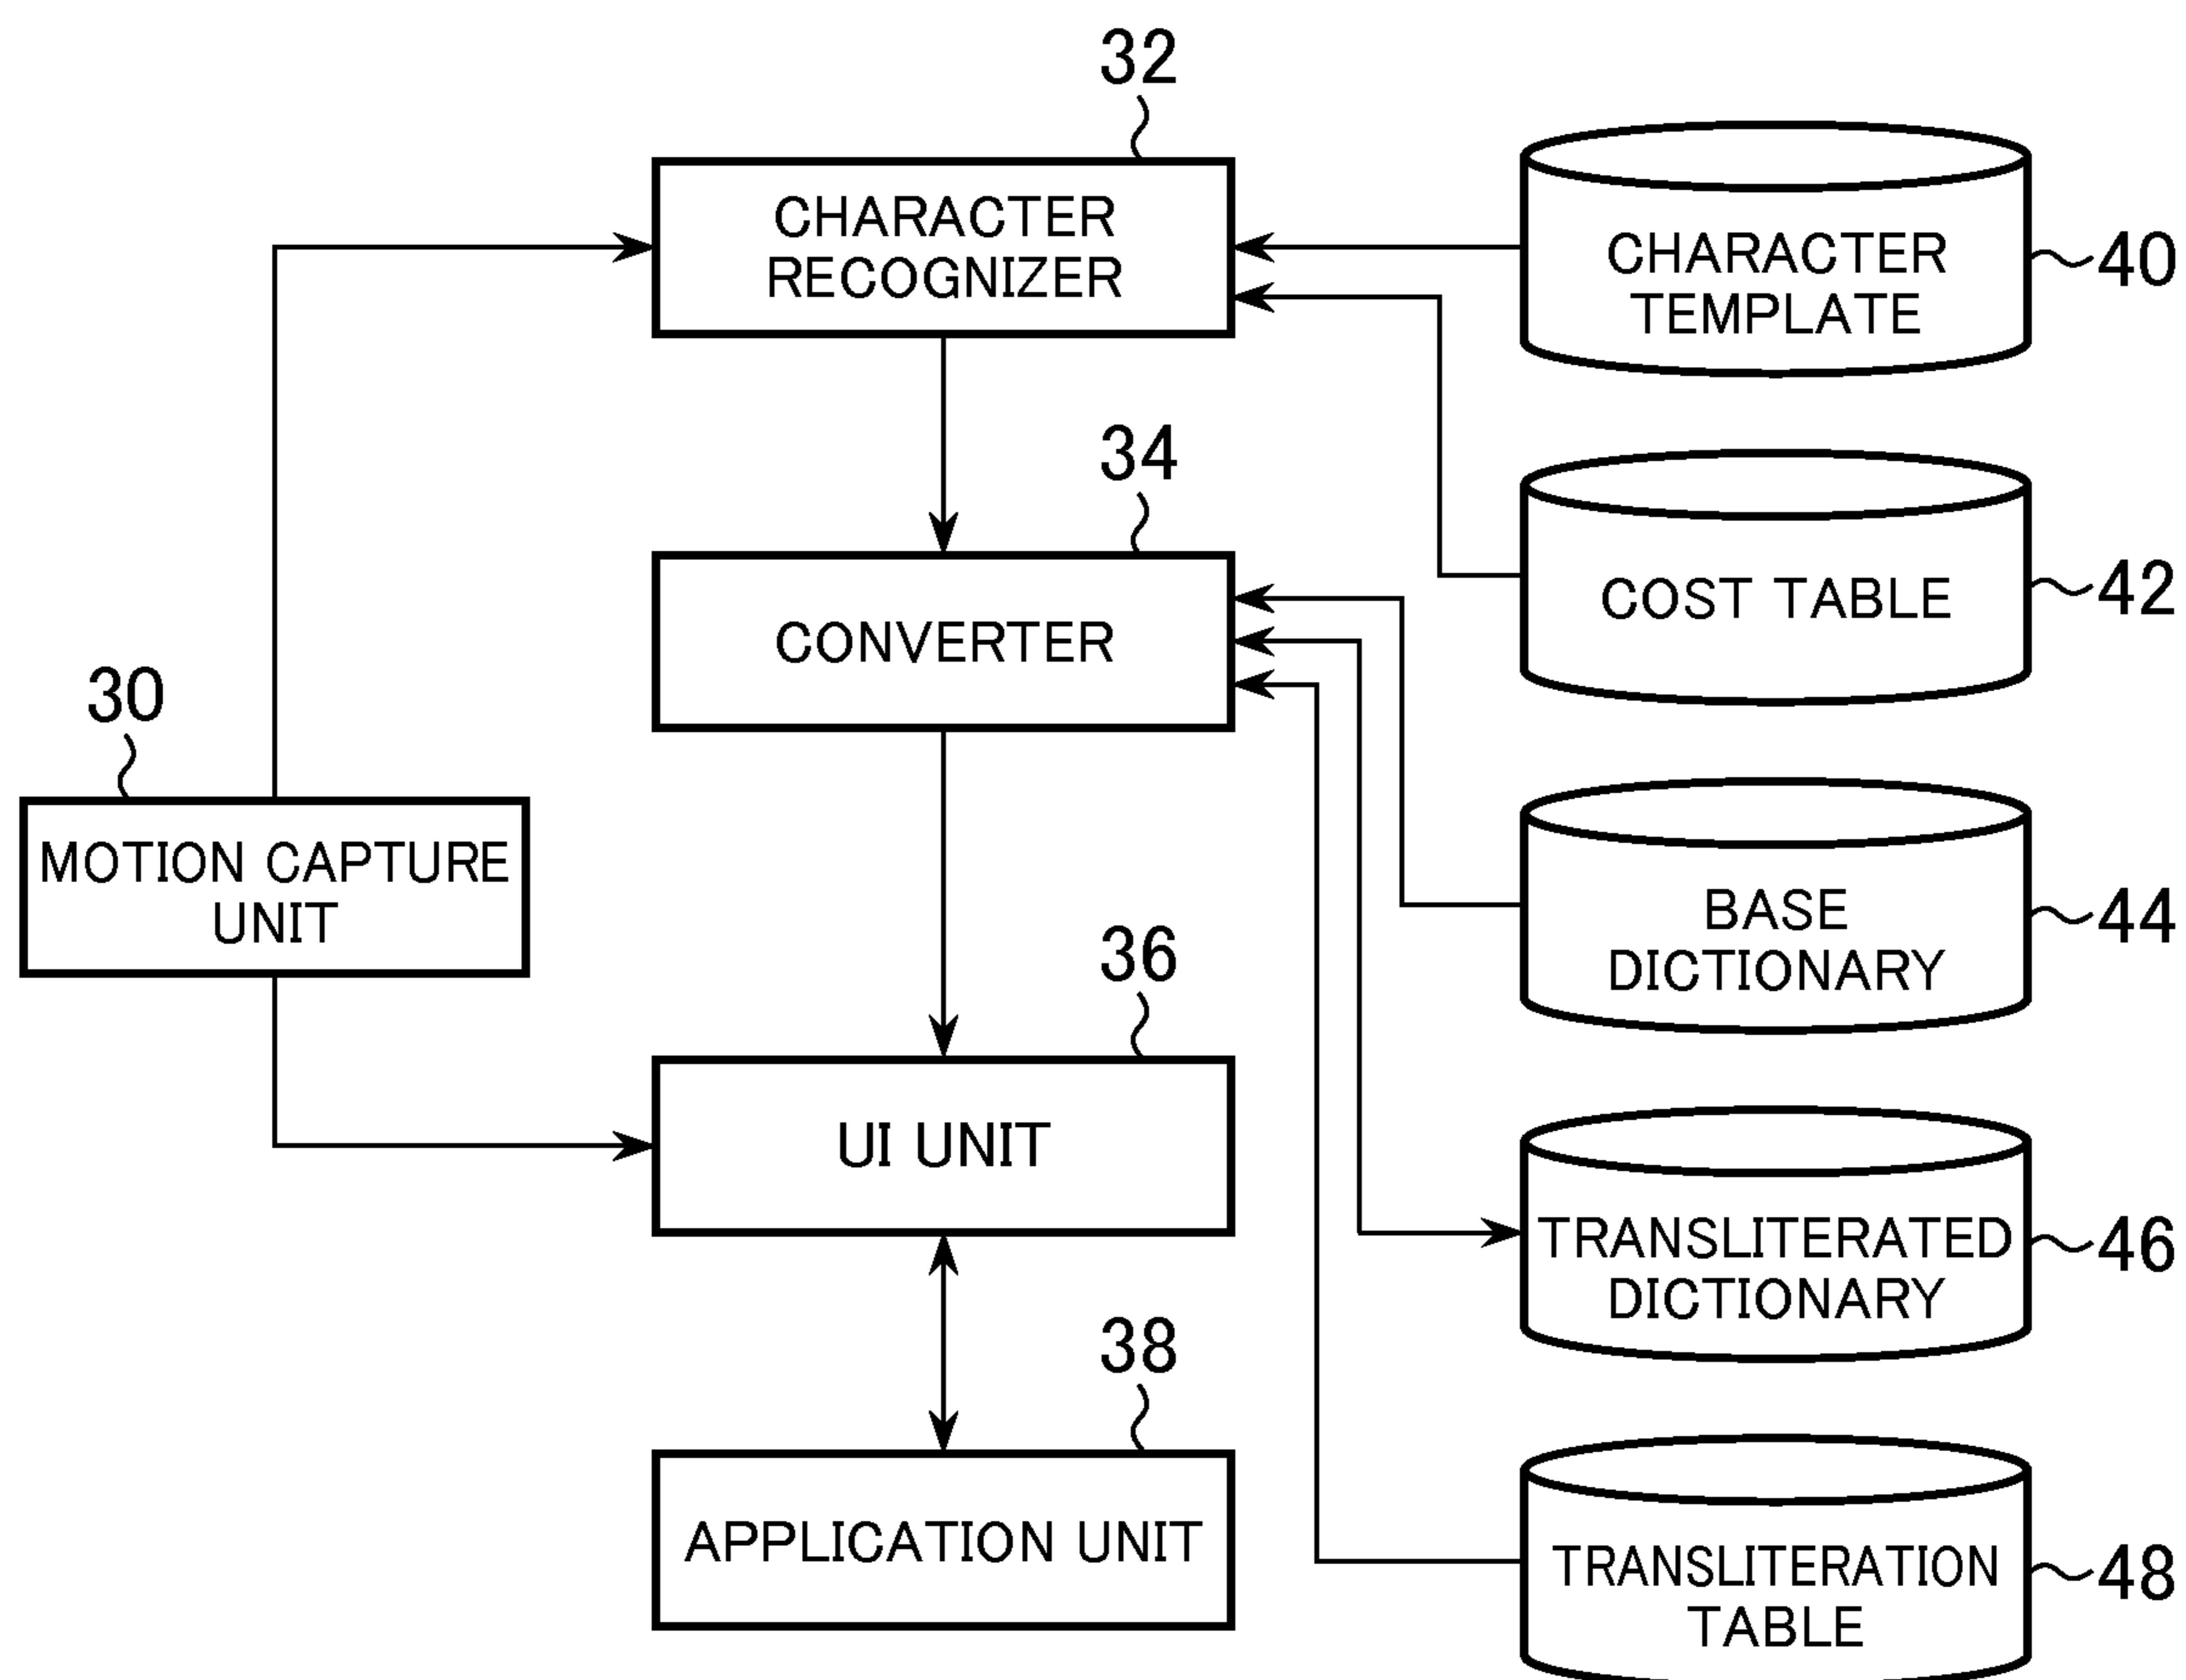 32
CHARACTER
RECOGNIZER
CHARACTER
TEMPLATE
40
34
CONVERTER
COST TABLE
42
30
MOTION CAPTURE
UNIT
BASE
DICTIONARY
44
36
UI UNIT
TRANSLITERATED
DICTIONARY
46
38
APPLICATION UNIT
TRANSLITERATION
TABLE
48